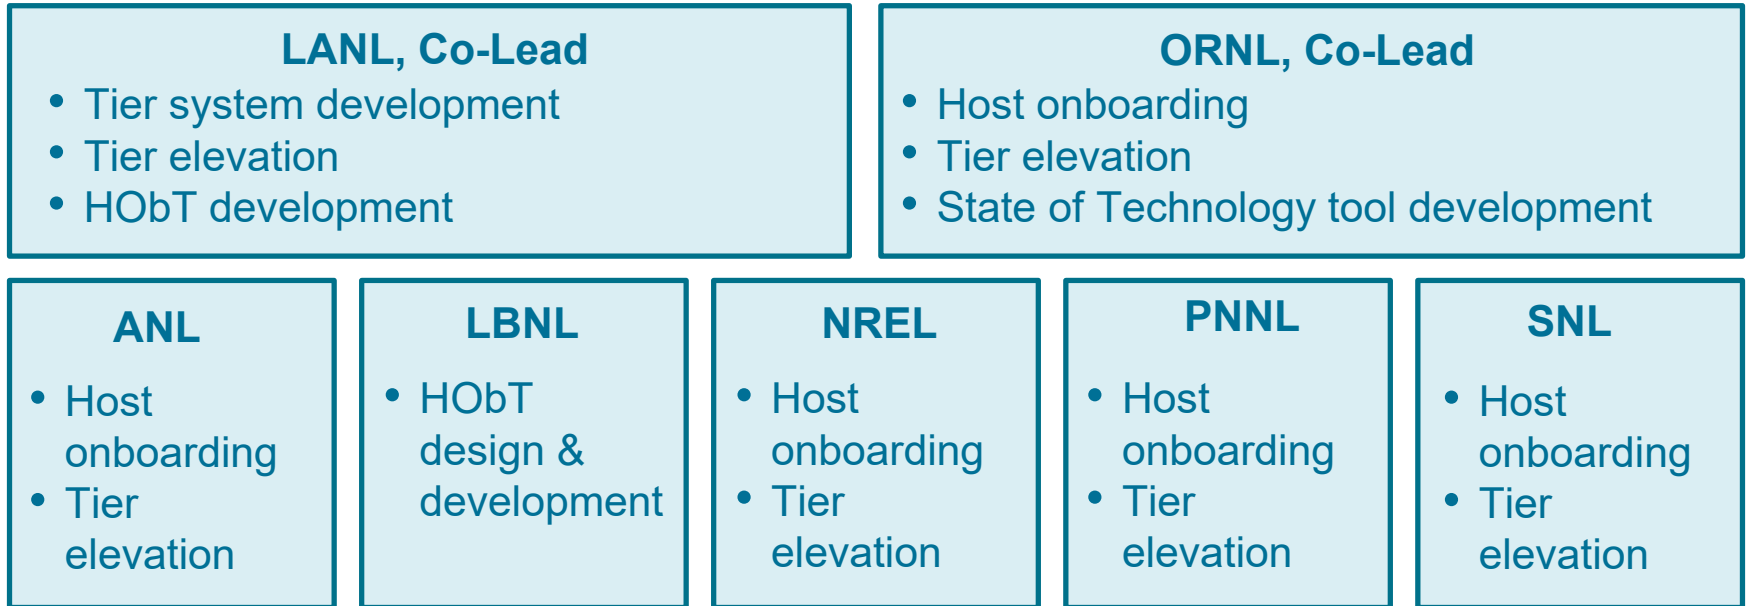 LANL, Co-Lead
• Tier system development
• Tier elevation
• HObT development
ORNL, Co-Lead
• Host onboarding
• Tier elevation
• State of Technology tool development
ANL
• Host
onboarding
• Tier
elevation
LBNL
• HObT
design &
development
NREL
• Host
onboarding
• Tier
elevation
PNNL
• Host
onboarding
• Tier
elevation
SNL
• Host
onboarding
• Tier
elevation